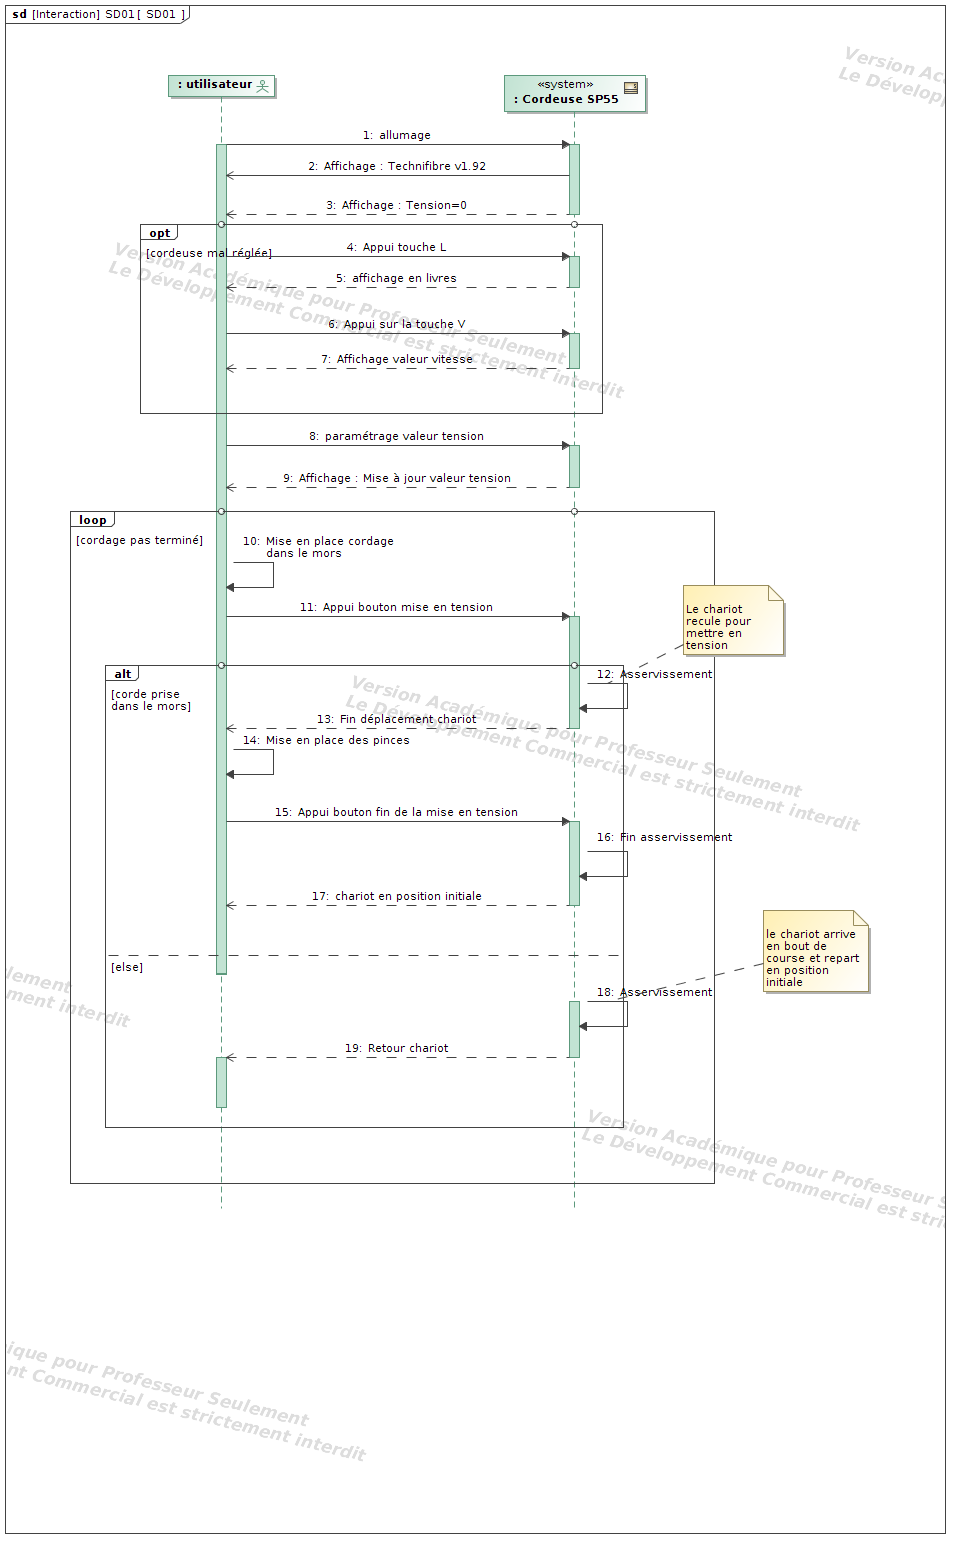 sd [Interaction] SD01 [ SD01 ]
Version Aca
Le Développ
: utilisateur
«system»
: Cordeuse SP55
1: allumage
2: Affichage : Technifibre v1.92
3: Affichage : Tension=0
opt
[cordeuse mal réglée]
4: Appui touche L
Version Académique pour Professeur Seulement
Le Développement Commercial est strictement interdit
5: affichage en livres
6: Appui sur la touche V
7: Affichage valeur vitesse
8: paramétrage valeur tension
9: Affichage : Mise à jour valeur tension
loop
[cordage pas terminé]
10: Mise en place cordage
dans le mors
11: Appui bouton mise en tension
Le chariot
recule pour
mettre en
tension
alt
[corde prise
dans le mors]
12: Asservissement
Version Académique pour Professeur Seulement
Le Développement Commercial est strictement interdit
13: Fin déplacement chariot
14: Mise en place des pinces
15: Appui bouton fin de la mise en tension
16: Fin asservissement
17: chariot en position initiale
le chariot arrive
en bout de
course et repart
en position
initiale
[else]
lement
ment interdit
18: Asservissement
19: Retour chariot
Version Académique pour Professeur S
Le Développement Commercial est stric
ique pour Professeur Seulement
nt Commercial est strictement interdit